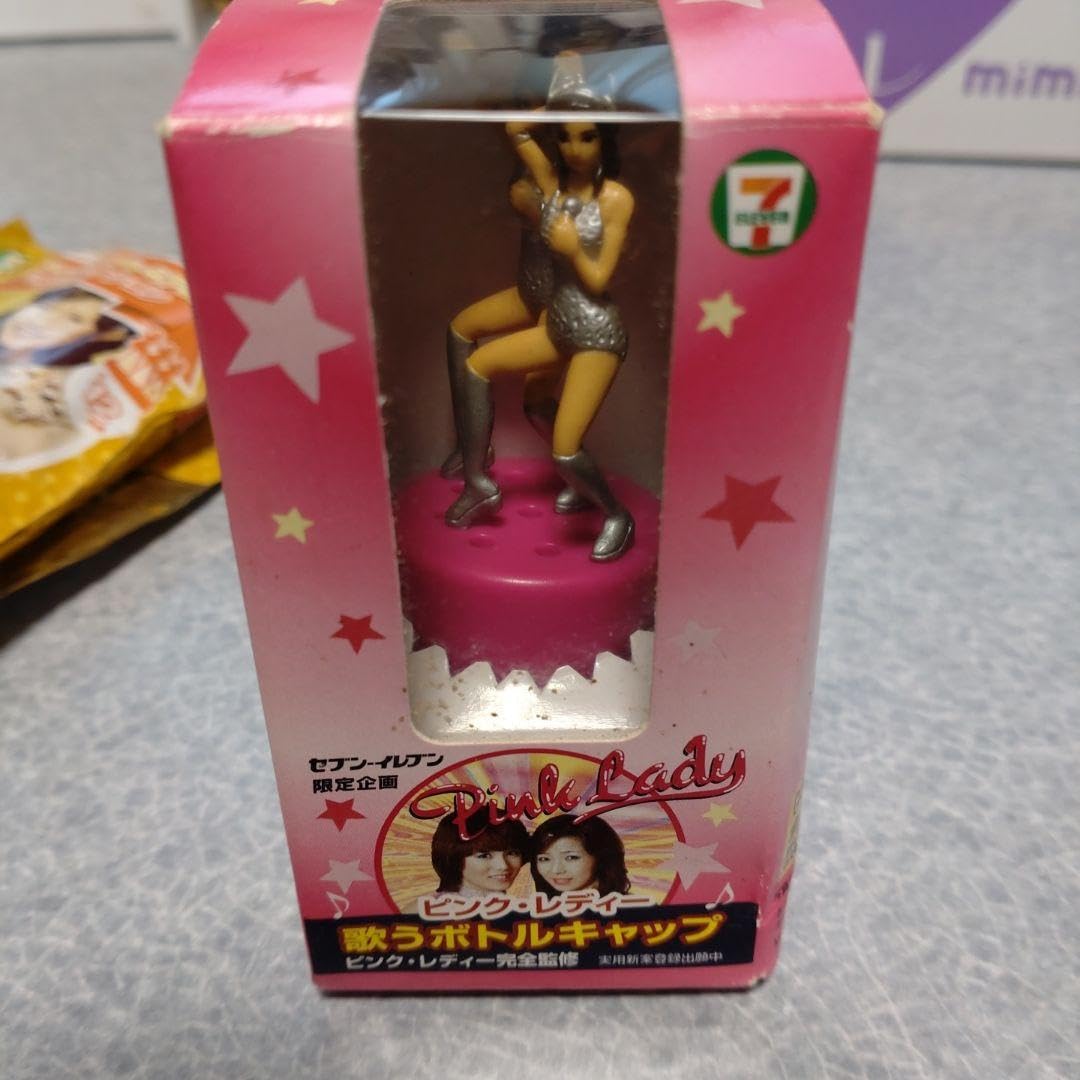 mim
7
ELEVEN
セブン-イレブン
限定企画
Pink Lady
ピンク・レディー
歌うボトルキャップ
ピンク・レディー完全監修 実用新案登録出願中